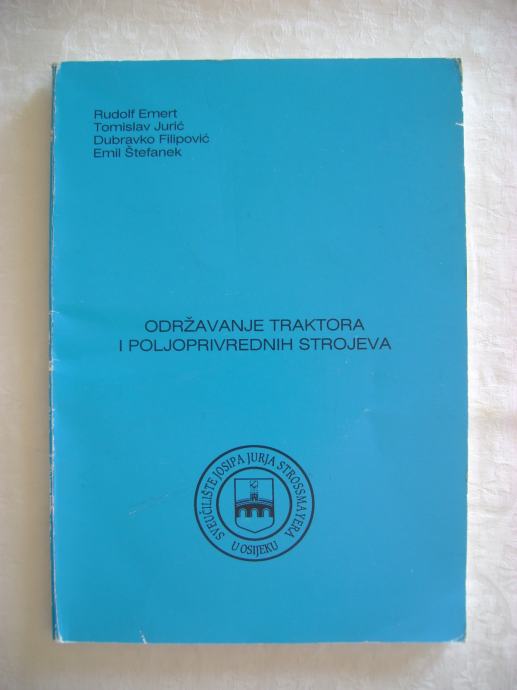 Rudolf Emert
Tomislav Jurić
Dubravko Filipović
Emil Štefanek
ODRŽAVANJE TRAKTORA
I POLJOPRIVREDNIH STROJEVA
SVEUČILIŠTE JOSIPA JURJA STROSSMAYERA
U OSIJEKU